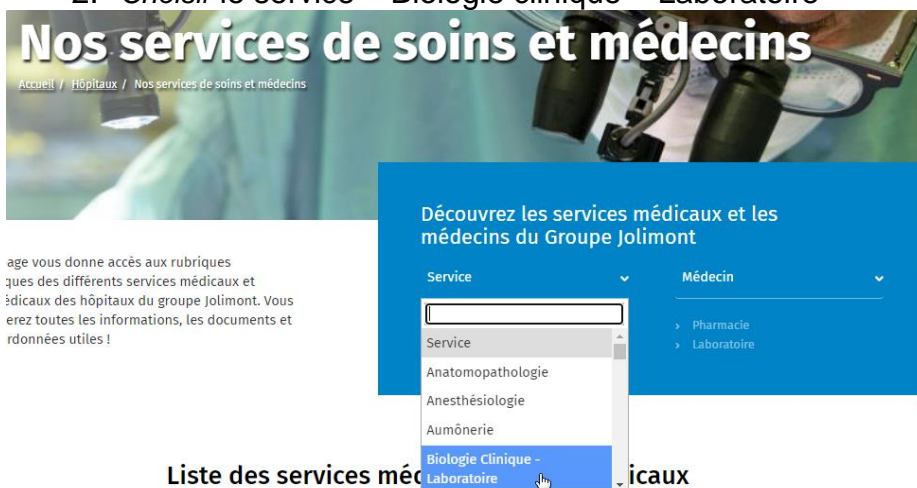 2. Choisir le service « Biologie clinique – Laboratoire »
Nos services de soins et médecins
Accueil / Hôpitaux / Nos services de soins et médecins
Découvrez les services médicaux et les
médecins du Groupe Jolimont
age vous donne accès aux rubriques
ques des différents services médicaux et
édicaux des hôpitaux du groupe Jolimont. Vous
erez toutes les informations, les documents et
rdonnées utiles !
Service
Médecin
Service
Anatomopathologie
Anesthésiologie
Aumônerie
Biologie Clinique -
Laboratoire
› Pharmacie
› Laboratoire
Liste des services méd icaux